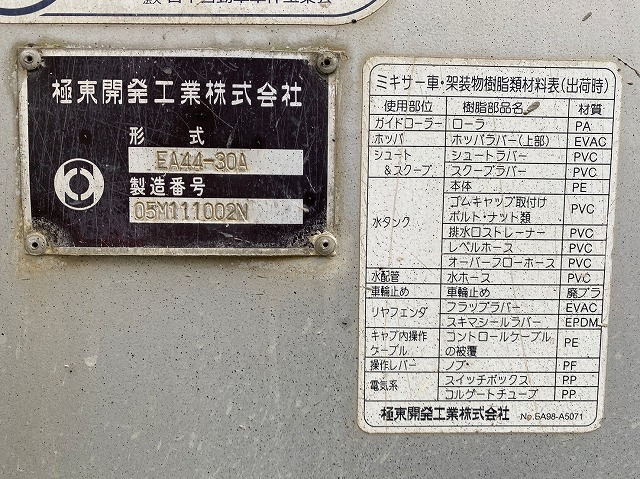 極東開発工業株式会社
形式
EA44-30A
製造番号
05M111002N
ミキサー車・架装物樹脂類材料表(出荷時)
使用部位 樹脂部品名 材質
ガイドローラー ローラ PA
ホッパ ホッパラバー(上部) EVAC
シュート シュートラバー PVC
&スクープ スクープラバー PVC
水タンク 本体 PE
ゴムキャップ取付け
ボルト・ナット類 PVC
排水口ストレーナー PVC
レベルホース PVC
オーバーフローホース PVC
水配管 水ホース PVC
車輪止め 車輪止め 廃プラ
リヤフェンダ フラップラバー EVAC
スキマシールラバー EPDM
キャブ内操作 コントロールケーブル PE
ケーブル の被覆
操作レバー ノブ PF
電気系 スイッチボックス PP
コルゲートチューブ PP
極東開発工業株式会社 No.EA98-A5071